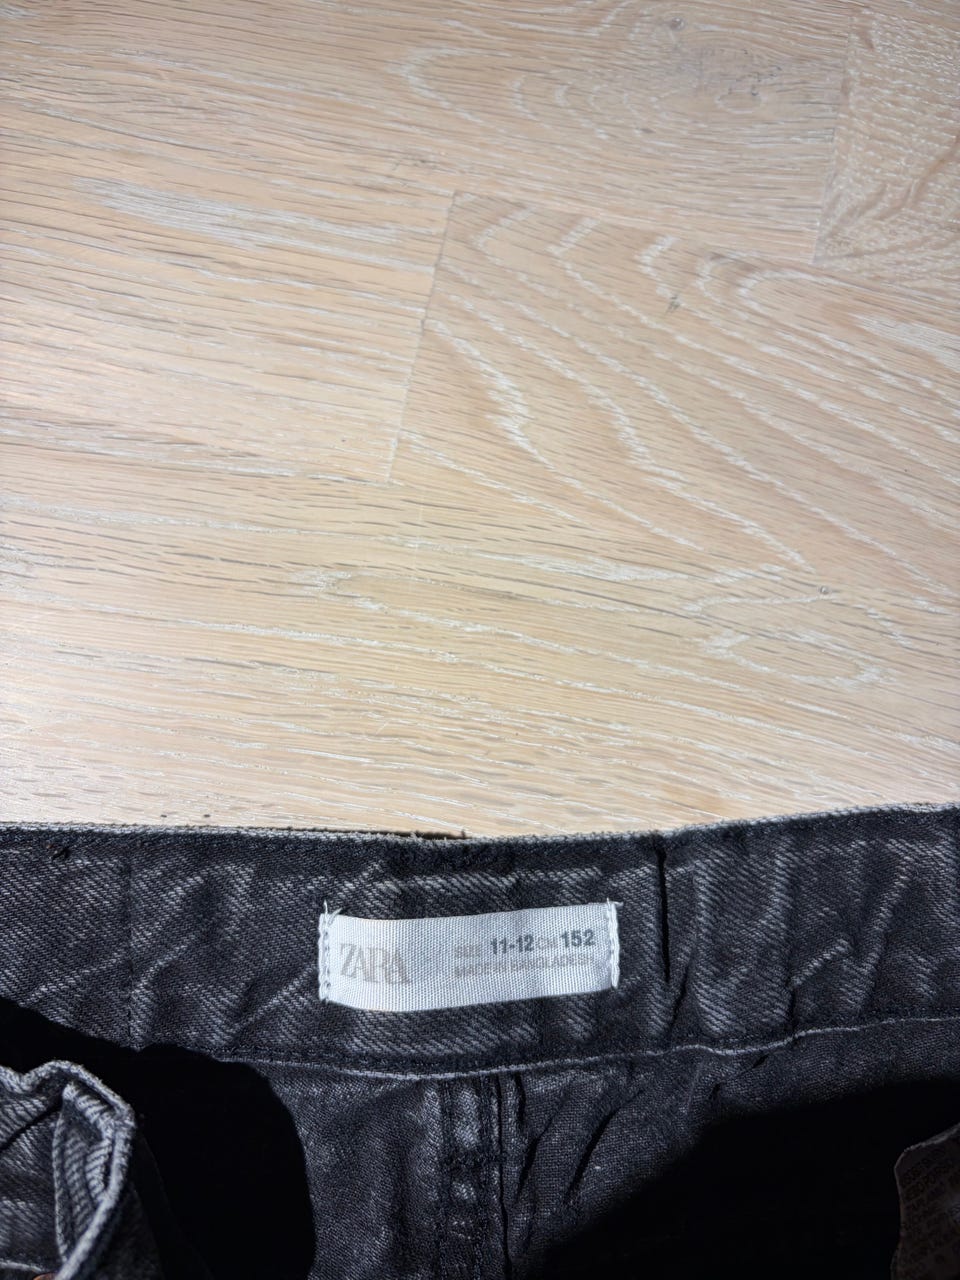 ZARA
SIZE 11-12 CM 152
MADE IN BANGLADESH